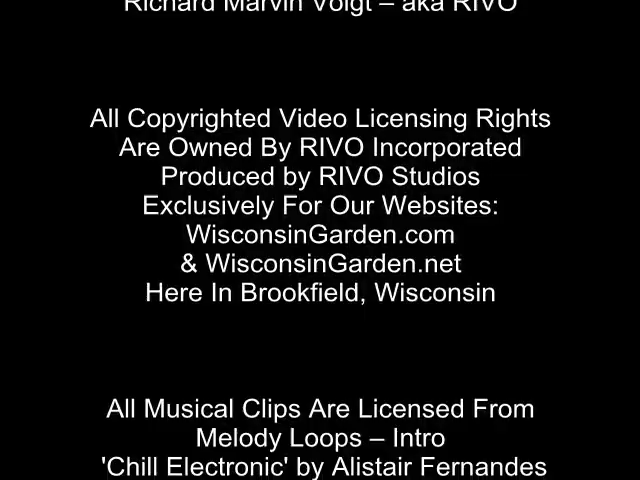 Richard Marvin Voigt – aka RIVO
All Copyrighted Video Licensing Rights
Are Owned By RIVO Incorporated
Produced by RIVO Studios
Exclusively For Our Websites:
WisconsinGarden.com
& WisconsinGarden.net
Here In Brookfield, Wisconsin
All Musical Clips Are Licensed From
Melody Loops – Intro
'Chill Electronic' by Alistair Fernandes